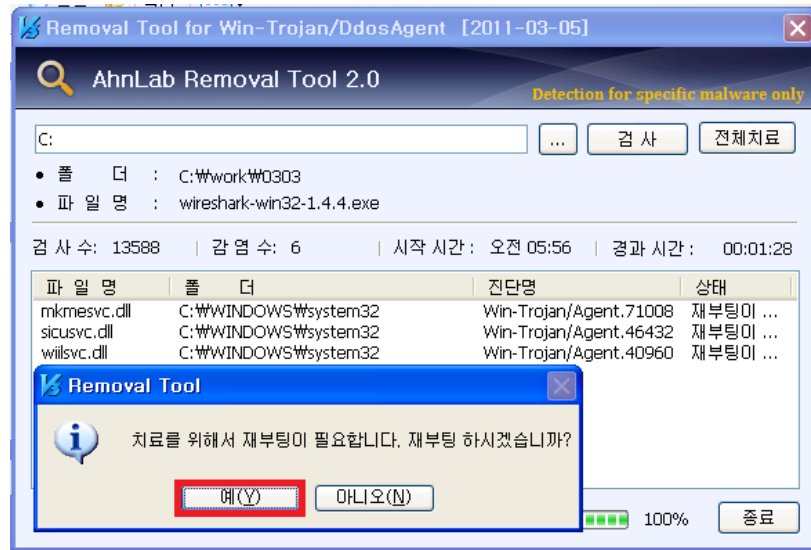 Removal Tool for Win-Trojan/DdosAgent [2011-03-05]
AhnLab Removal Tool 2.0
Detection for specific malware only
C: ... 검 사 전체치료
● 폴 더 : C:₩work₩0303
● 파 일 명 : wireshark-win32-1.4.4.exe
검 사 수: 13588 | 감 염 수: 6 | 시작 시간 : 오전 05:56 | 경과 시간 : 00:01:28
파 일 명 폴 더 진단명 상태
mkmesvc.dll C:₩WINDOWS₩system32 Win-Trojan/Agent.71008 재부팅이 ...
sicusvc.dll C:₩WINDOWS₩system32 Win-Trojan/Agent.46432 재부팅이 ...
wiilsvc.dll C:₩WINDOWS₩system32 Win-Trojan/Agent.40960 재부팅이 ...
Removal Tool
치료를 위해서 재부팅이 필요합니다. 재부팅 하시겠습니까?
예(Y) 아니오(N)
100% 종료